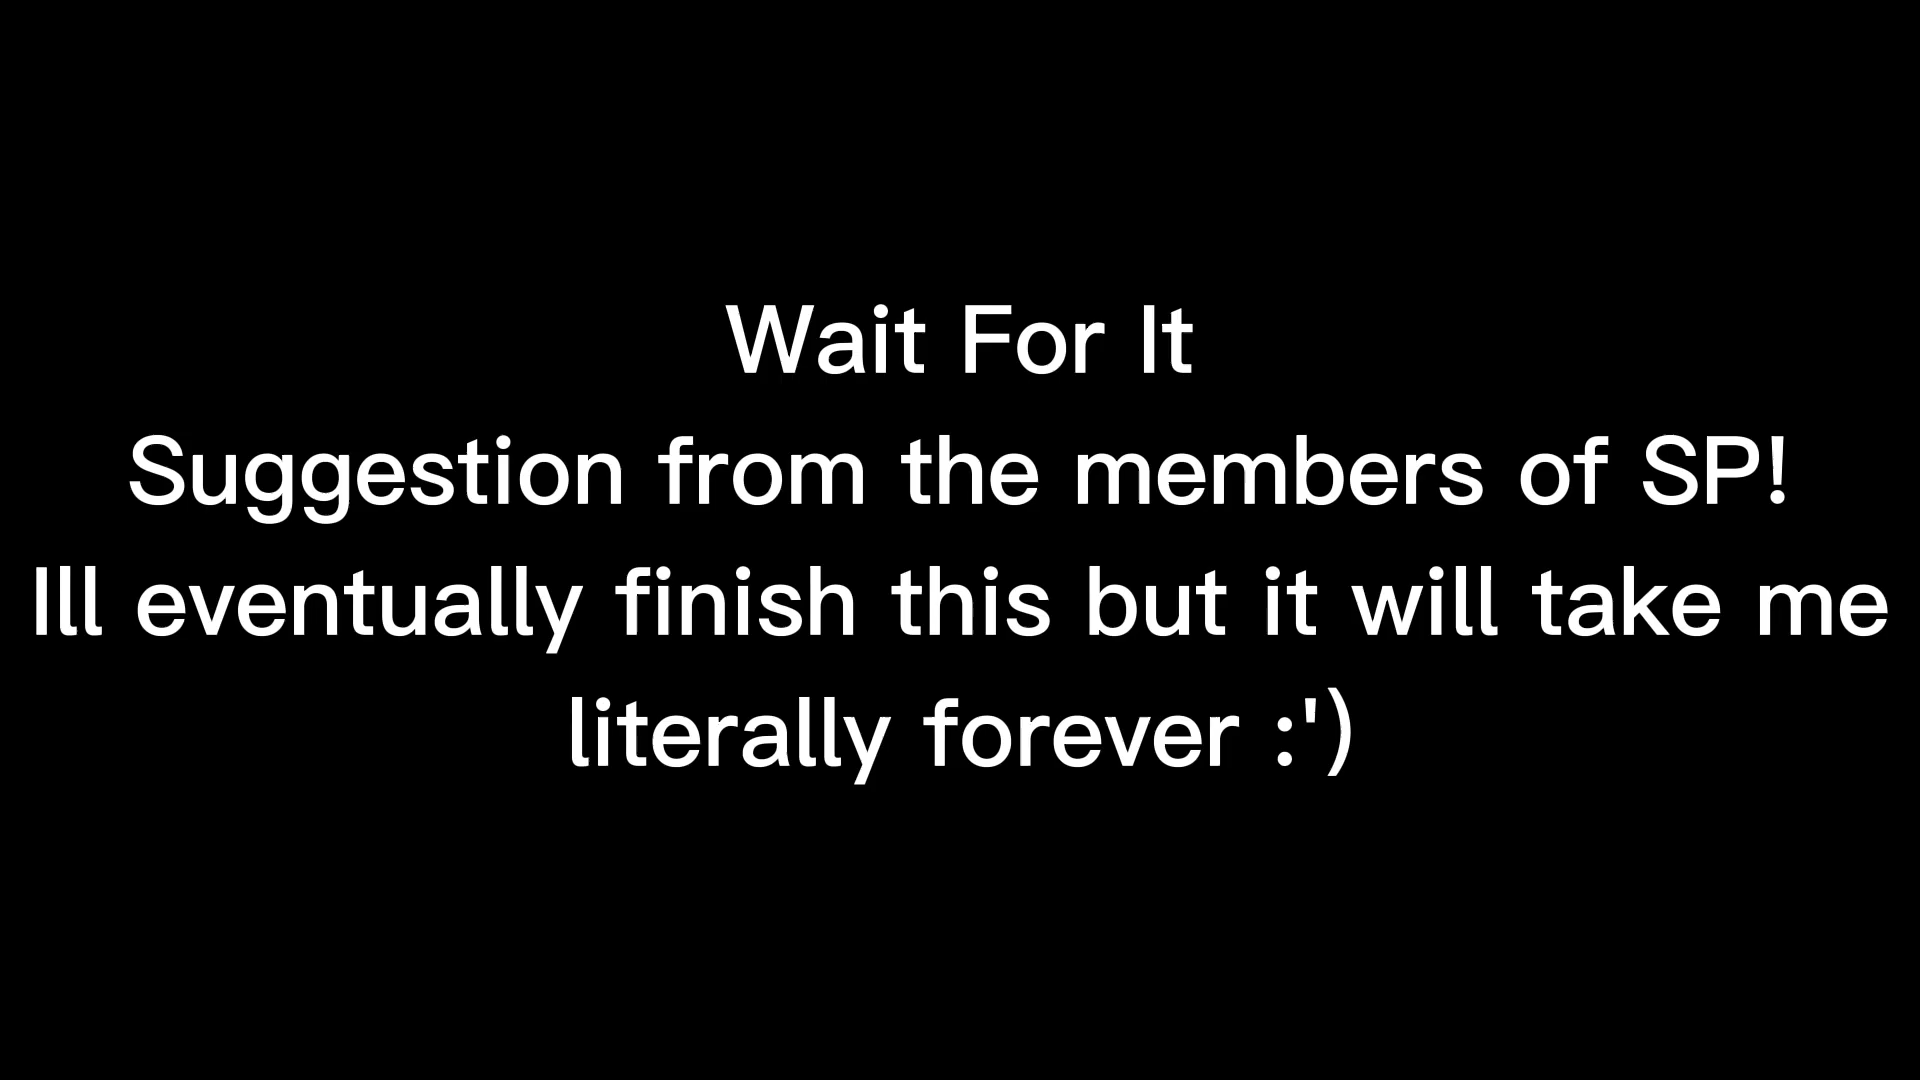 Wait For It
Suggestion from the members of SP!
Ill eventually finish this but it will take me
literally forever :')